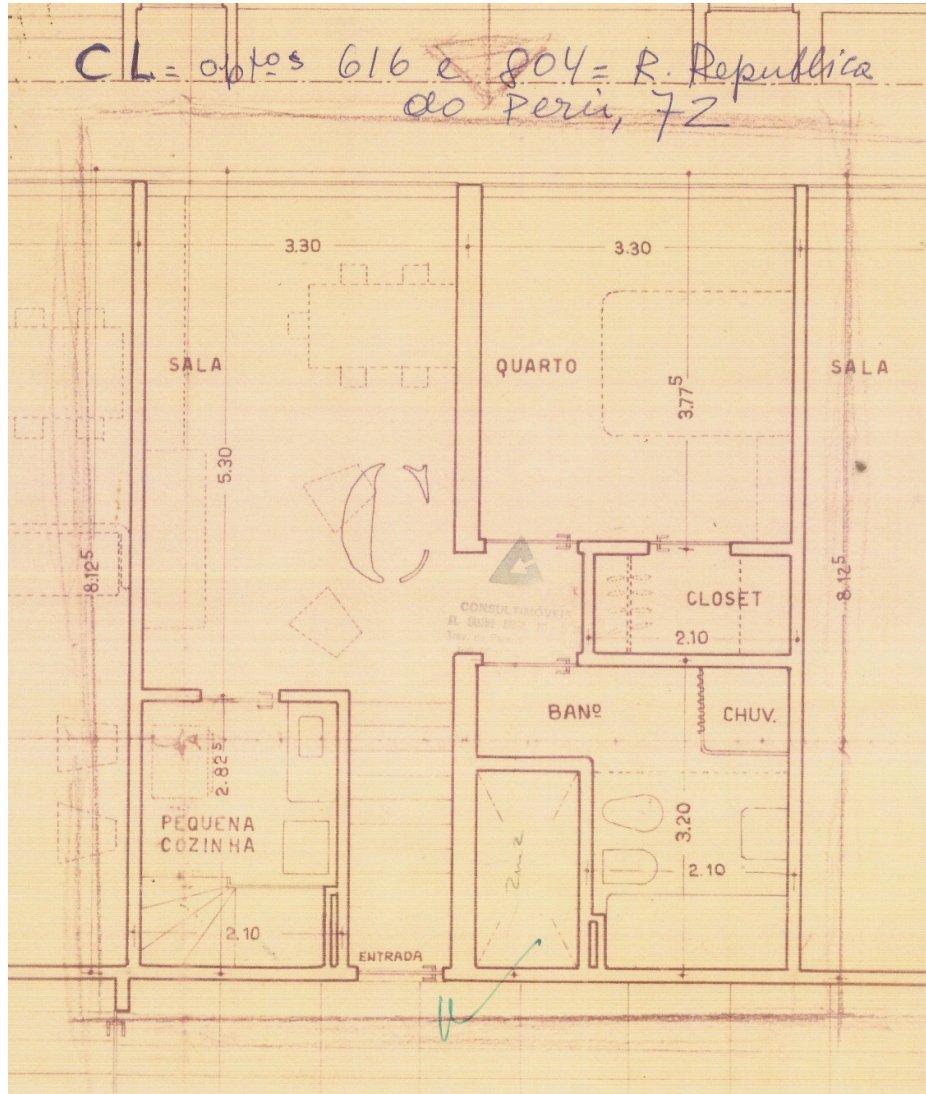 CL= aptos 616 e 804= R. Republica
do Peru, 72
3.30
3.30
SALA
QUARTO
SALA
3.77⁵
5.30
C
8.12⁵
8.12⁵
CLOSET
CONSULTIMÓVEIS
2.10
BANº
CHUV.
2.82⁵
PEQUENA
COZINHA
3.20
2.10
2.10
ENTRADA